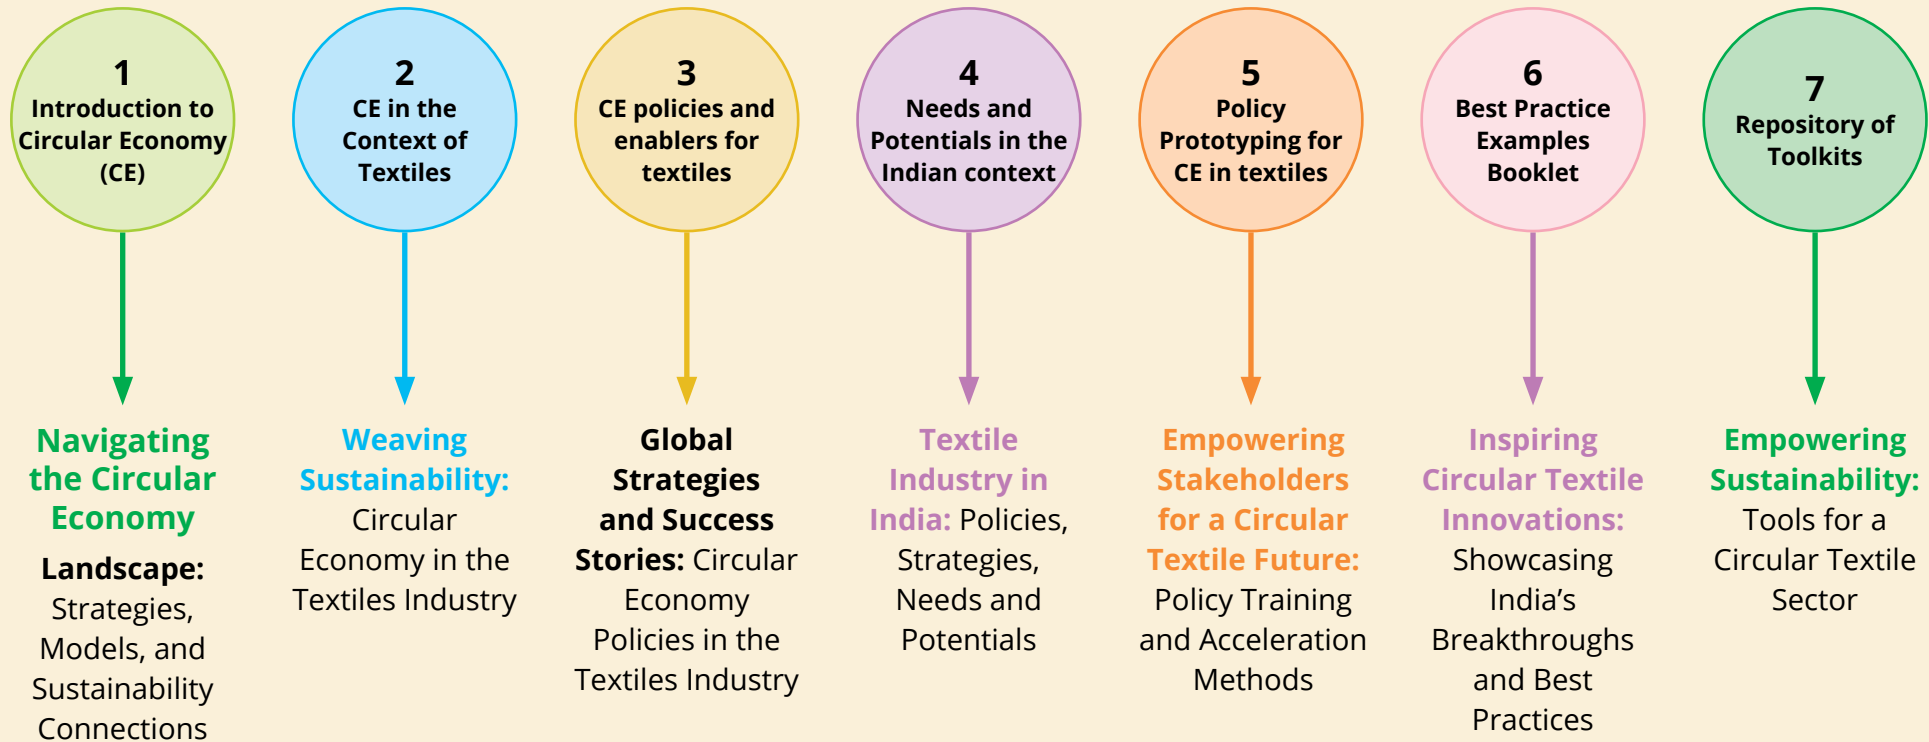 1
Introduction to
Circular Economy
(CE)
Navigating
the Circular
Economy
Landscape:
Strategies,
Models, and
Sustainability
Connections
2
CE in the
Context of
Textiles
Weaving
Sustainability:
Circular
Economy in the
Textiles Industry
3
CE policies and
enablers for
textiles
Global
Strategies
and Success
Stories: Circular
Economy
Policies in the
Textiles Industry
4
Needs and
Potentials in the
Indian context
Textile
Industry in
India: Policies,
Strategies,
Needs and
Potentials
5
Policy
Prototyping for
CE in textiles
Empowering
Stakeholders
for a Circular
Textile Future:
Policy Training
and Acceleration
Methods
6
Best Practice
Examples
Booklet
Inspiring
Circular Textile
Innovations:
Showcasing
India’s
Breakthroughs
and Best
Practices
7
Repository of
Toolkits
Empowering
Sustainability:
Tools for a
Circular Textile
Sector